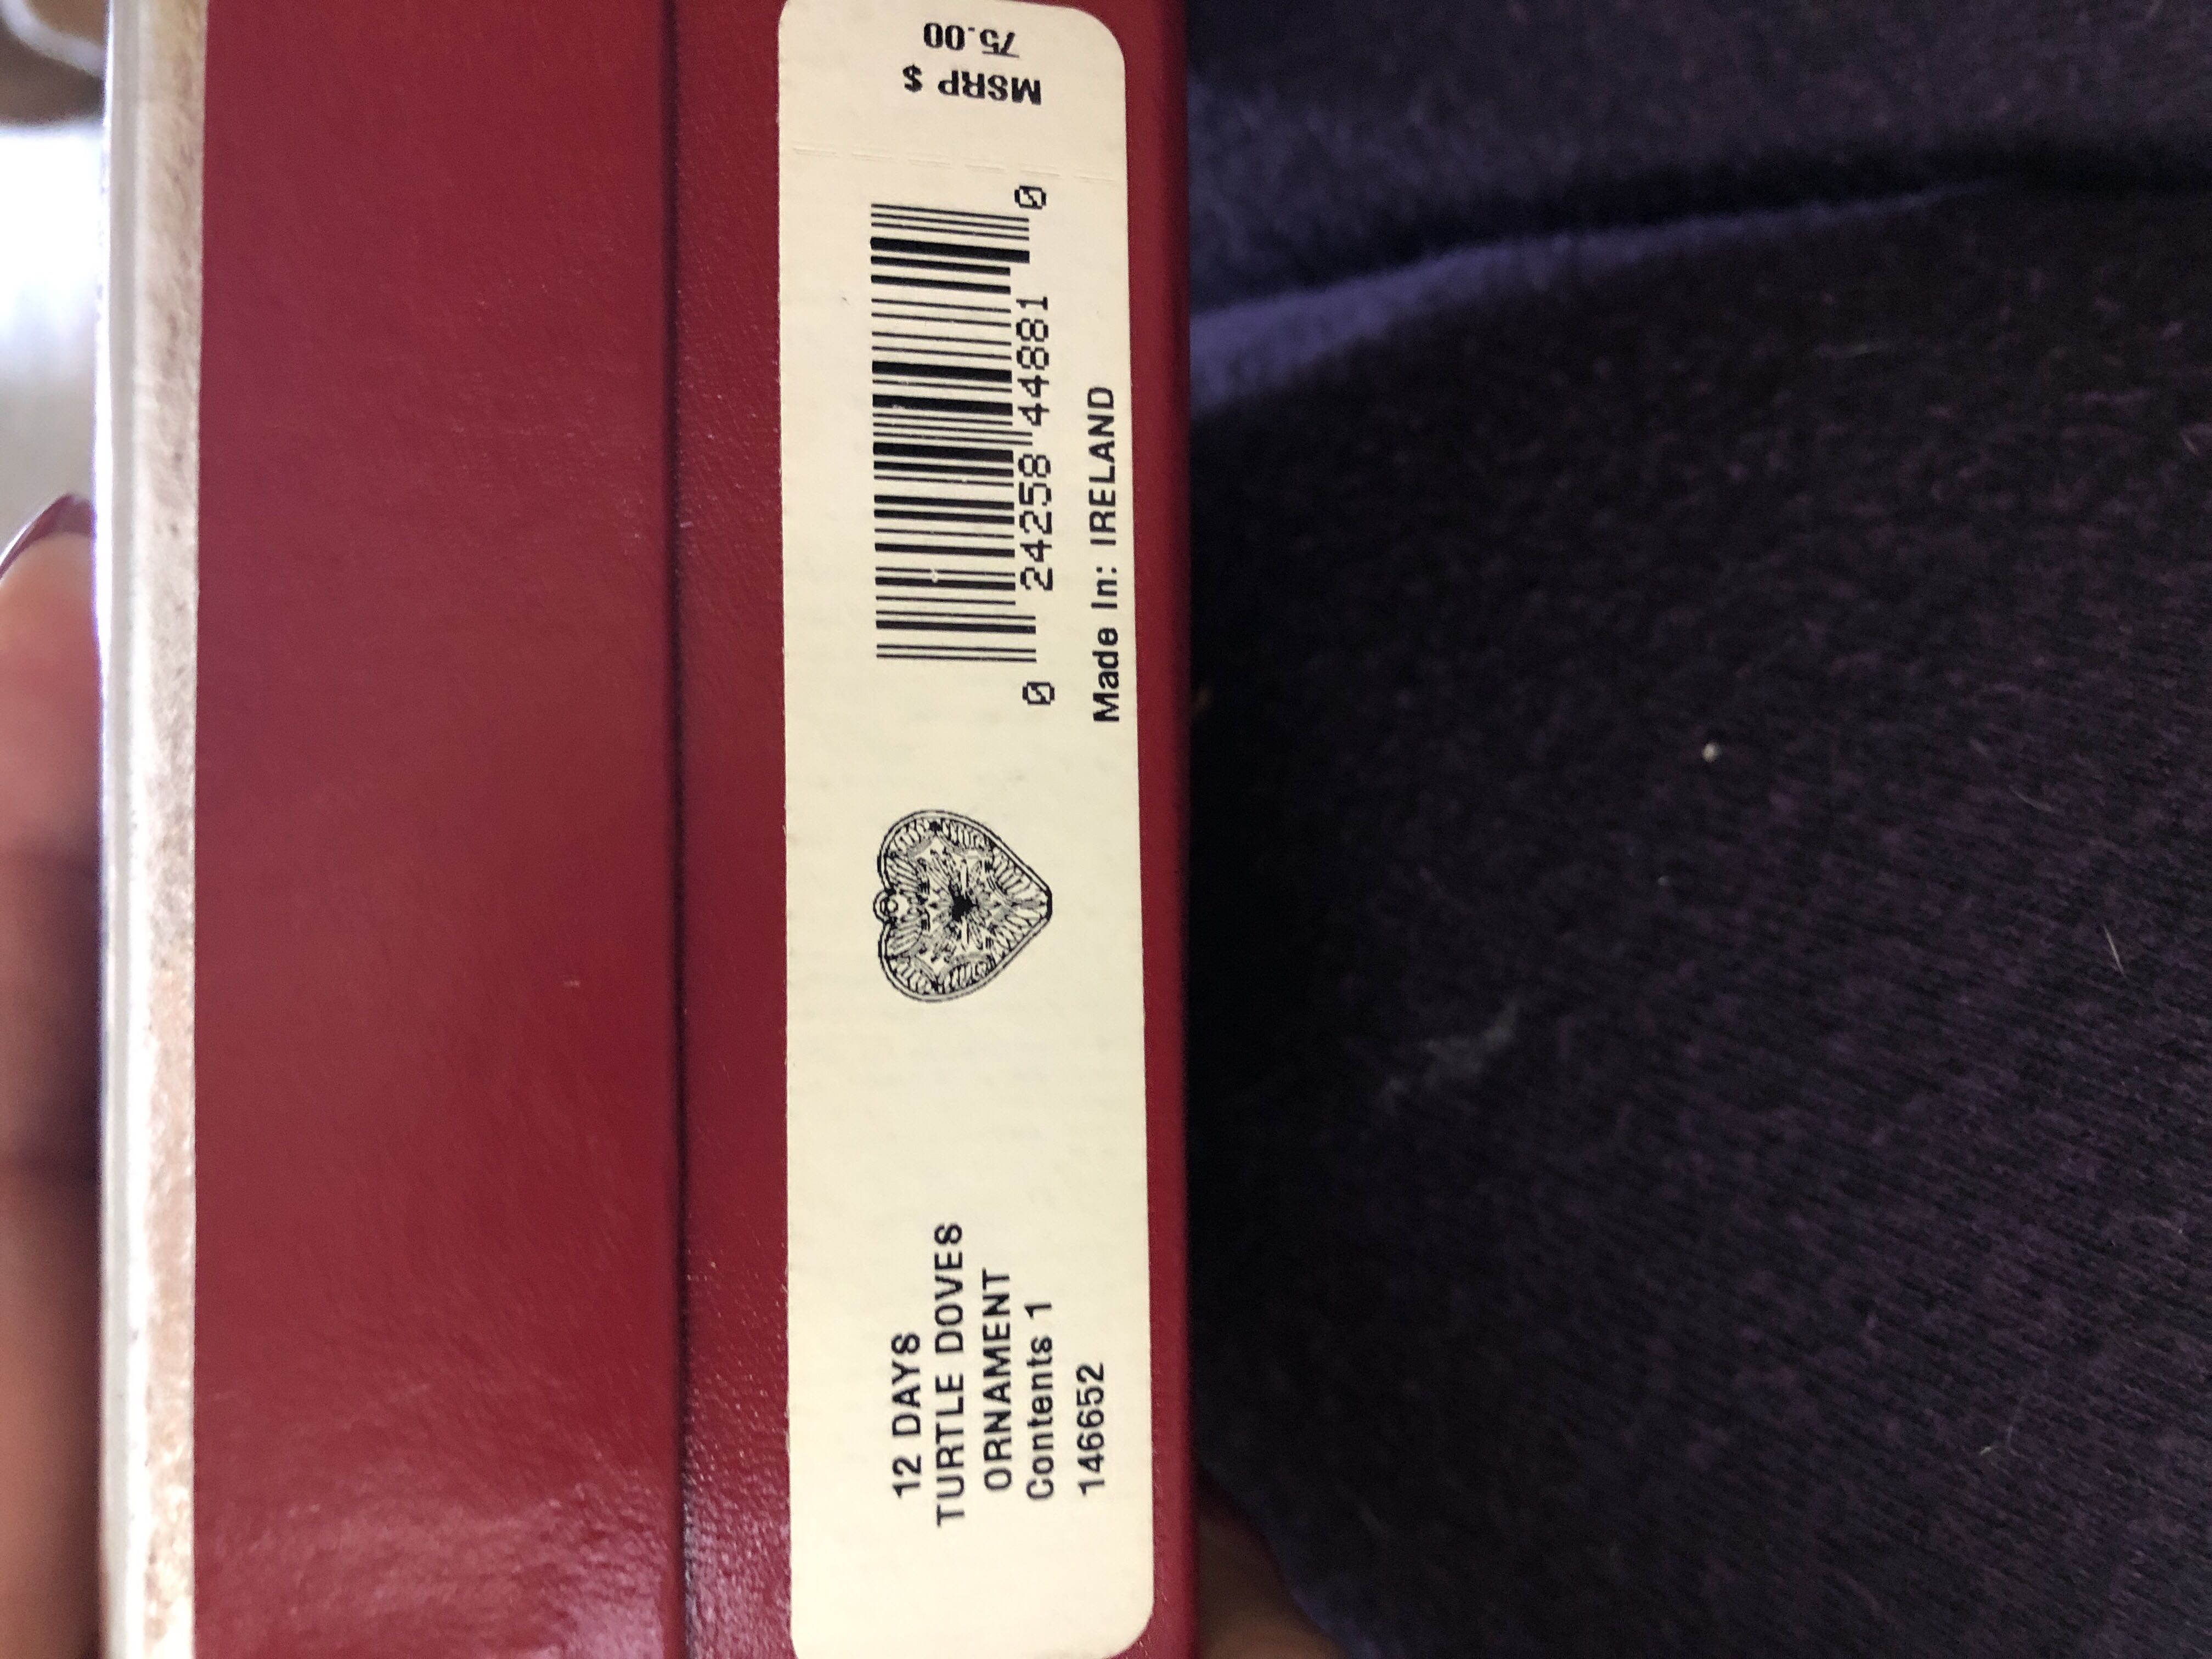 12 DAYS
TURTLE DOVES
ORNAMENT
Contents 1
146652
0 24258 44881 0
Made In: IRELAND
MSRP $
75.00